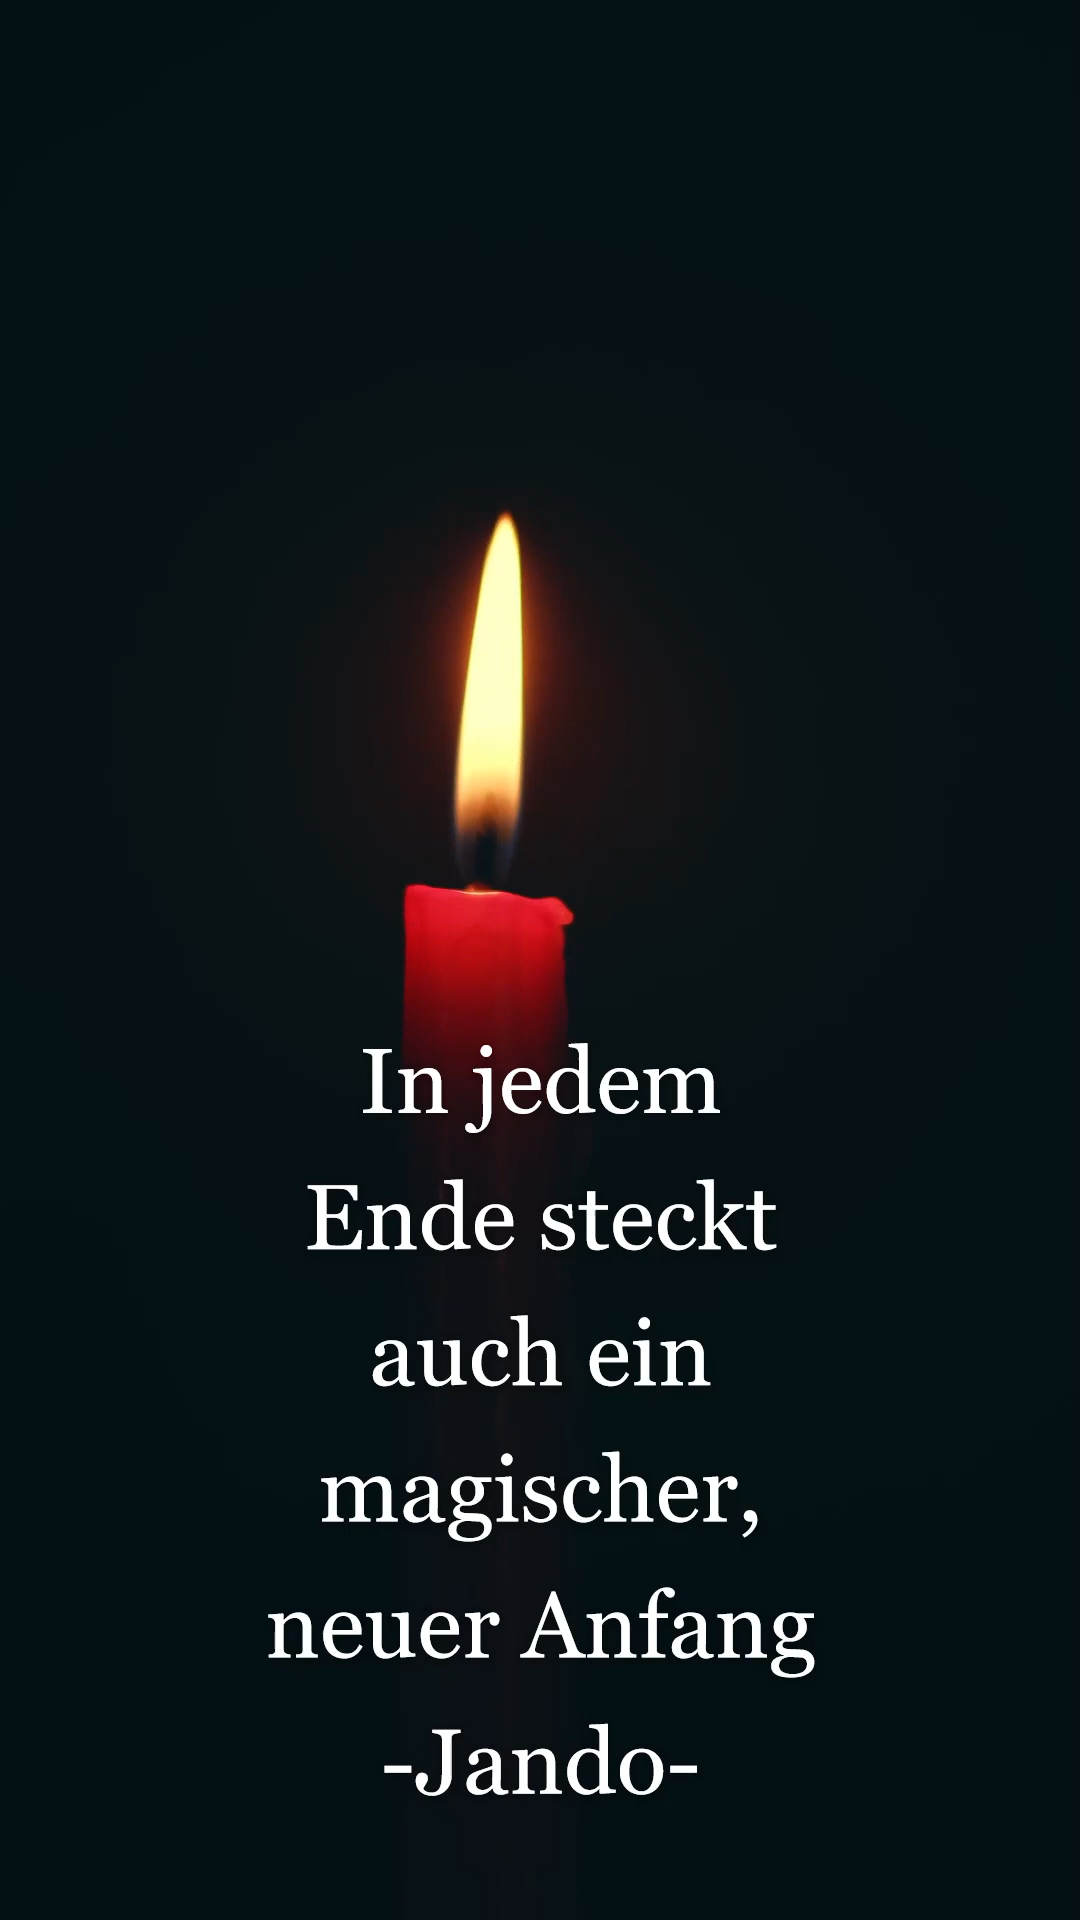 In jedem
Ende steckt
auch ein
magischer,
neuer Anfang
-Jando-